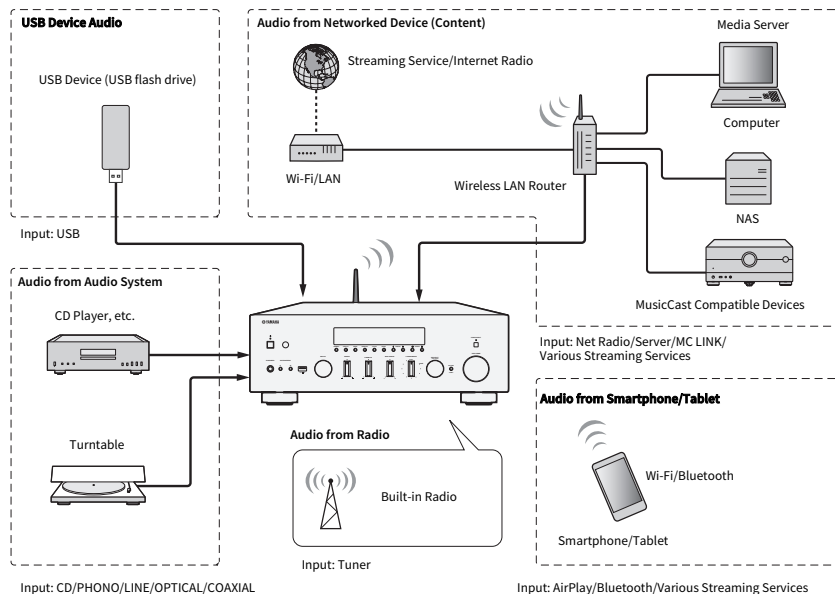 USB Device Audio
USB Device (USB flash drive)
Input: USB
Audio from Networked Device (Content)
Streaming Service/Internet Radio
Wi-Fi/LAN
Wireless LAN Router
Media Server
Computer
NAS
MusicCast Compatible Devices
Input: Net Radio/Server/MC LINK/
Various Streaming Services
Audio from Audio System
CD Player, etc.
Turntable
Input: CD/PHONO/LINE/OPTICAL/COAXIAL
YAMAHA
Audio from Radio
Built-in Radio
Input: Tuner
Audio from Smartphone/Tablet
Wi-Fi/Bluetooth
Smartphone/Tablet
Input: AirPlay/Bluetooth/Various Streaming Services